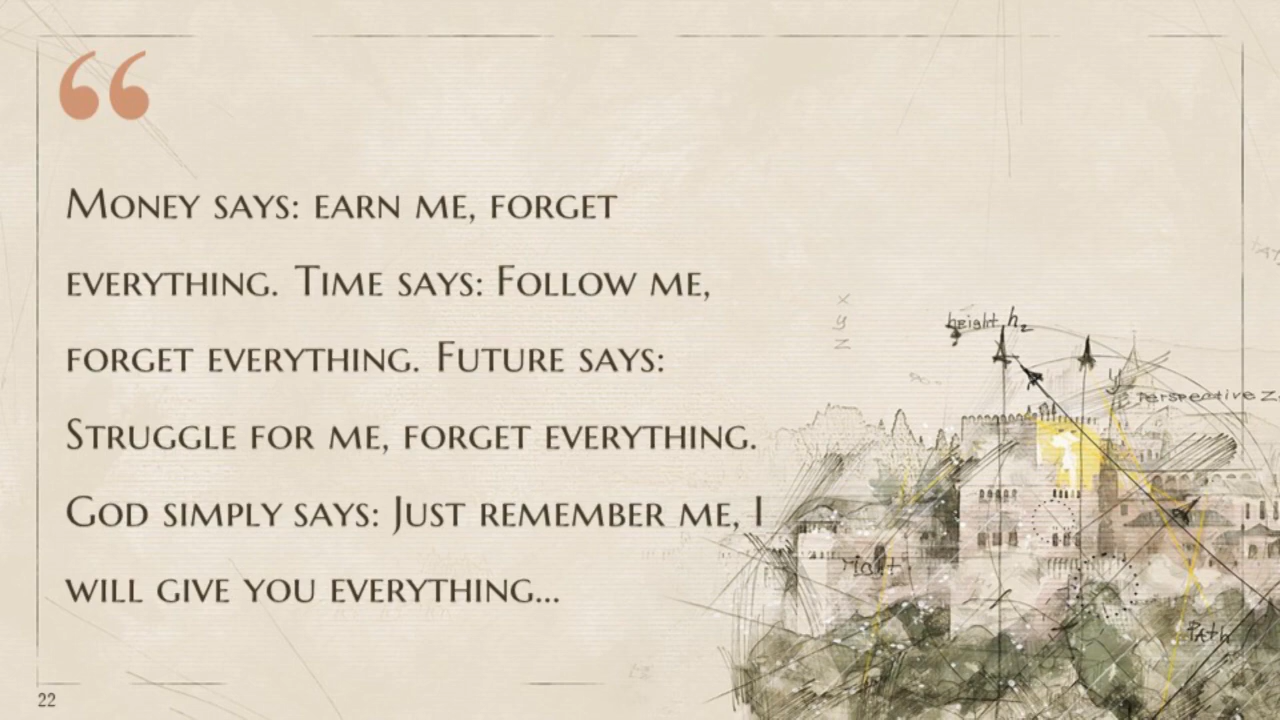 “
Money says: earn me, forget
everything. Time says: Follow me,
forget everything. Future says:
Struggle for me, forget everything.
God simply says: Just remember me, I
will give you everything...
x
y
z
height h2
y
perspective z
Path
22